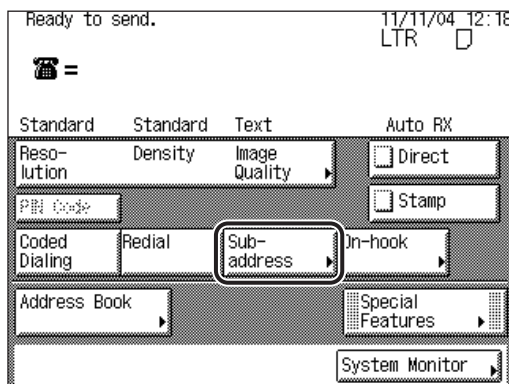 Ready to send. 11/11/04 12:18
LTR
=
Standard Standard Text Auto RX
Reso- Density Image Direct
lution Quality
PIN Code Stamp
Coded Redial Sub- On-hook
Dialing address
Address Book Special
Features
System Monitor